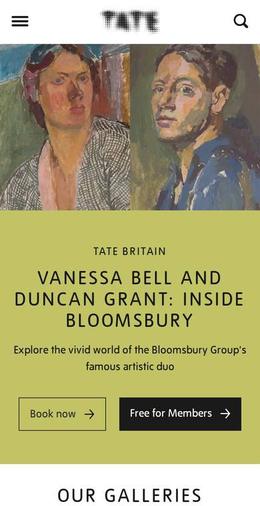 TATE
TATE BRITAIN
VANESSA BELL AND
DUNCAN GRANT: INSIDE
BLOOMSBURY
Explore the vivid world of the Bloomsbury Group's
famous artistic duo
Book now →
Free for Members →
OUR GALLERIES